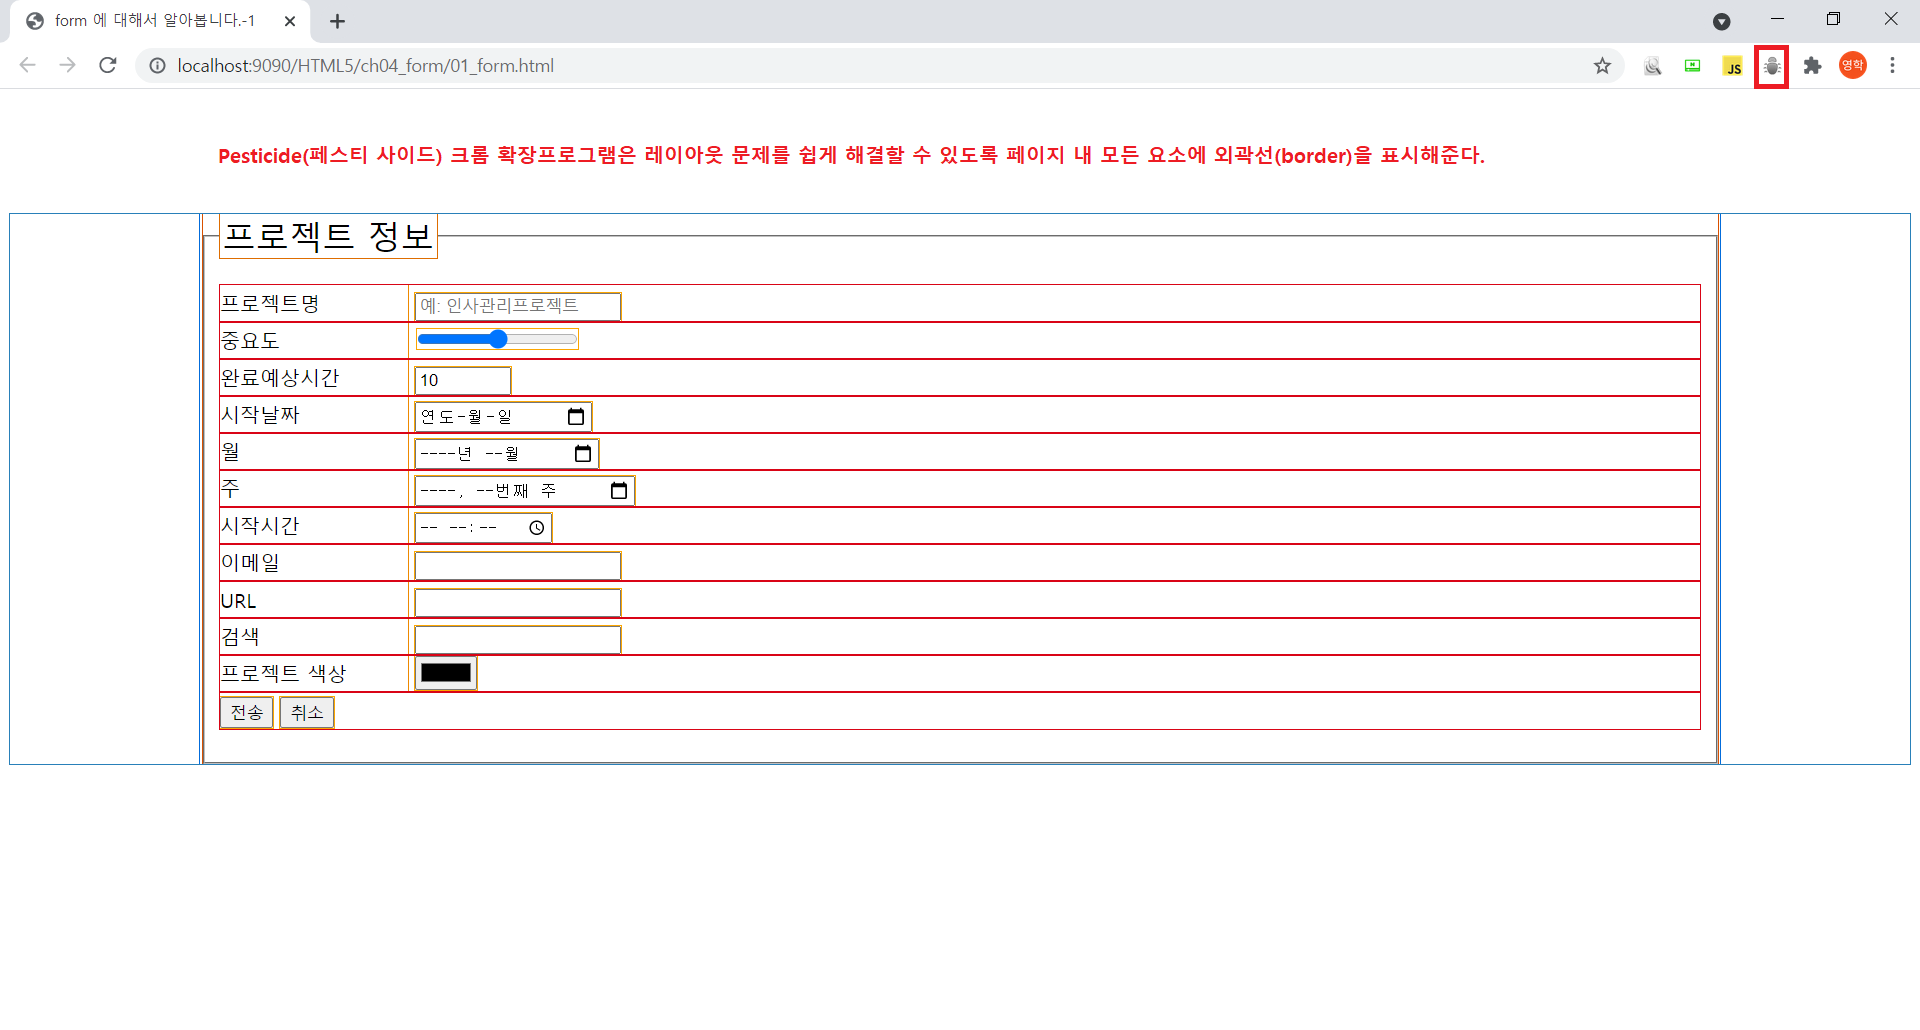 form 에 대해서 알아봅니다.-1
localhost:9090/HTML5/ch04_form/01_form.html
N
JS
영학
Pesticide(페스티 사이드) 크롬 확장프로그램은 레이아웃 문제를 쉽게 해결할 수 있도록 페이지 내 모든 요소에 외곽선(border)을 표시해준다.
프로젝트 정보
프로젝트명 예: 인사관리프로젝트
중요도
완료예상시간 10
시작날짜 연도-월-일
월 ----년 --월
주 ----, --번째 주
시작시간 -- --:--
이메일
URL
검색
프로젝트 색상
전송 취소